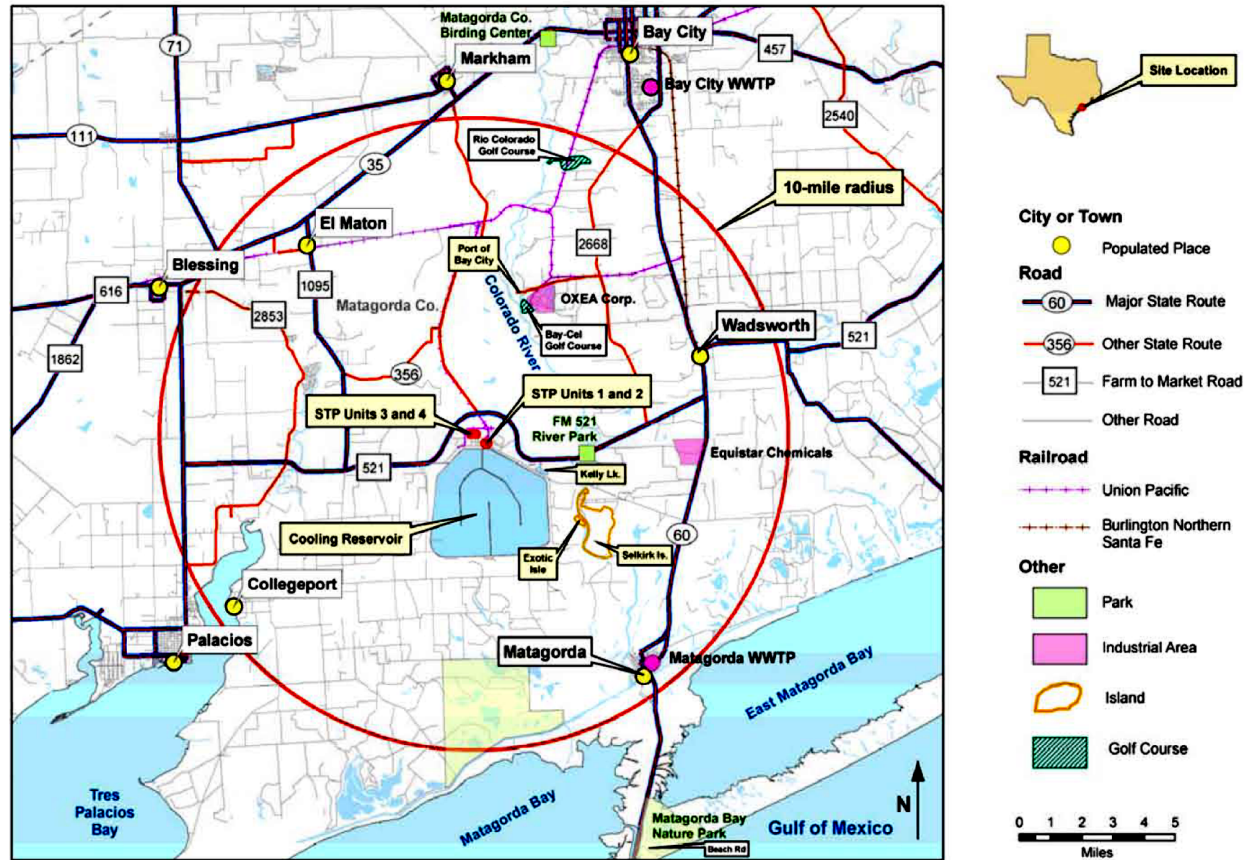 Matagorda Co.
Birding Center
Bay City
71
Markham
457
Bay City WWTP
2540
111
Rio Colorado
Golf Course
35
10-mile radius
El Maton
2668
Blessing
Port of
Bay City
616
1095
Matagorda Co.
Colorado River
OXEA Corp.
2853
Bay-Cel
Golf Course
Wadsworth
521
1862
356
STP Units 1 and 2
STP Units 3 and 4
FM 521
River Park
Equistar Chemicals
521
Kelly Lk.
Cooling Reservoir
60
Exotic
Isle
Selkirk Is.
Collegeport
Palacios
Matagorda
Matagorda WWTP
East Matagorda Bay
Tres
Palacios
Bay
Matagorda Bay
Matagorda Bay
Nature Park
Beach Rd
Gulf of Mexico
N
Site Location
City or Town
Populated Place
Road
60
Major State Route
356
Other State Route
521
Farm to Market Road
Other Road
Railroad
Union Pacific
Burlington Northern
Santa Fe
Other
Park
Industrial Area
Island
Golf Course
0 1 2 3 4 5
Miles